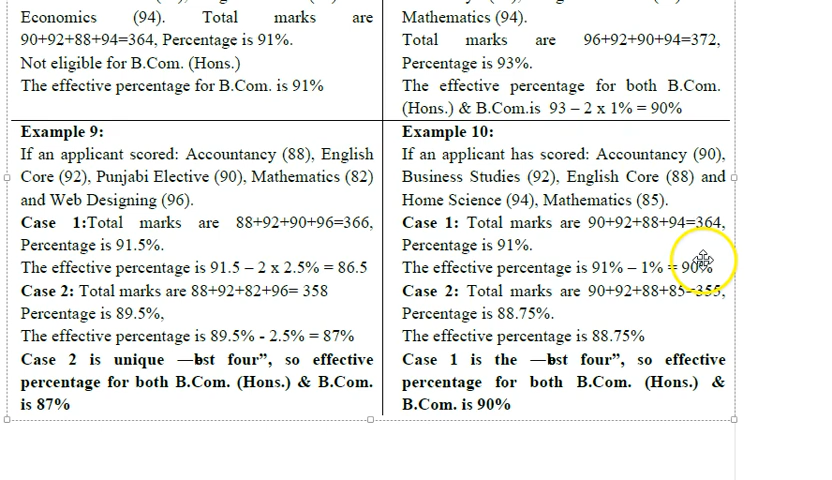 Economics (94). Total marks are
90+92+88+94=364, Percentage is 91%.
Not eligible for B.Com. (Hons.)
The effective percentage for B.Com. is 91%
Mathematics (94).
Total marks are 96+92+90+94=372,
Percentage is 93%.
The effective percentage for both B.Com.
(Hons.) & B.Com.is 93 – 2 x 1% = 90%
Example 9:
If an applicant scored: Accountancy (88), English
Core (92), Punjabi Elective (90), Mathematics (82)
and Web Designing (96).
Case 1:Total marks are 88+92+90+96=366,
Percentage is 91.5%.
The effective percentage is 91.5 – 2 x 2.5% = 86.5
Case 2: Total marks are 88+92+82+96= 358
Percentage is 89.5%,
The effective percentage is 89.5% - 2.5% = 87%
Case 2 is unique ―bst four”, so effective
percentage for both B.Com. (Hons.) & B.Com.
is 87%
Example 10:
If an applicant has scored: Accountancy (90),
Business Studies (92), English Core (88) and
Home Science (94), Mathematics (85).
Case 1: Total marks are 90+92+88+94=364,
Percentage is 91%.
The effective percentage is 91% – 1% = 90%
Case 2: Total marks are 90+92+88+85=355,
Percentage is 88.75%.
The effective percentage is 88.75%
Case 1 is the ―bst four”, so effective
percentage for both B.Com. (Hons.) &
B.Com. is 90%